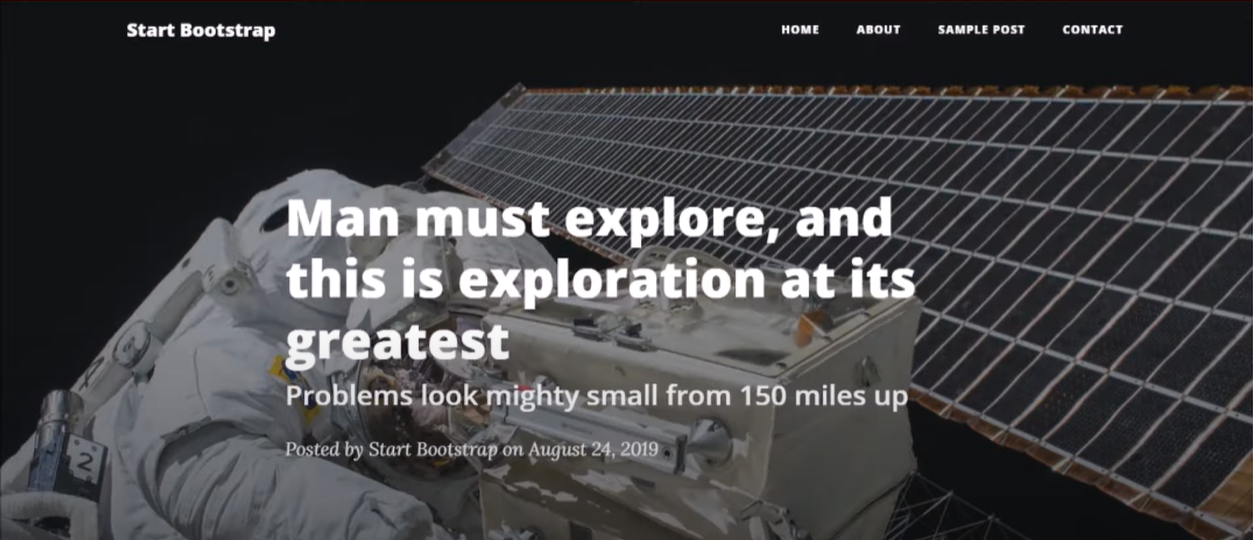 Start Bootstrap
HOME ABOUT SAMPLE POST CONTACT
Man must explore, and
this is exploration at its
greatest
Problems look mighty small from 150 miles up
Posted by Start Bootstrap on August 24, 2019
2